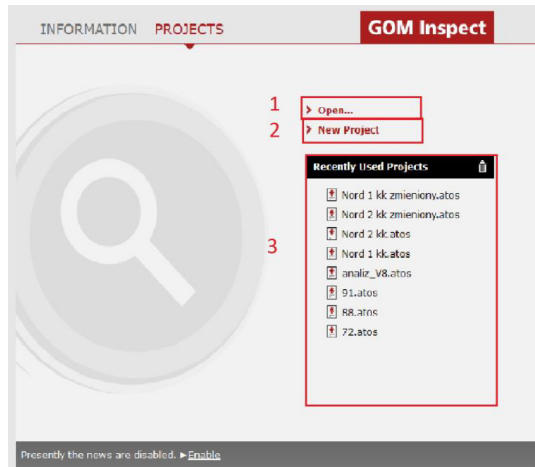 INFORMATION PROJECTS GOM Inspect
1 Open...
2 New Project
Recently Used Projects
Nord 1 kk zmieniony.atos
Nord 2 kk zmieniony.atos
Nord 2 kk.atos
3 Nord 1 kk.atos
analiz_V8.atos
91.atos
88.atos
72.atos
Presently the news are disabled. ►Enable